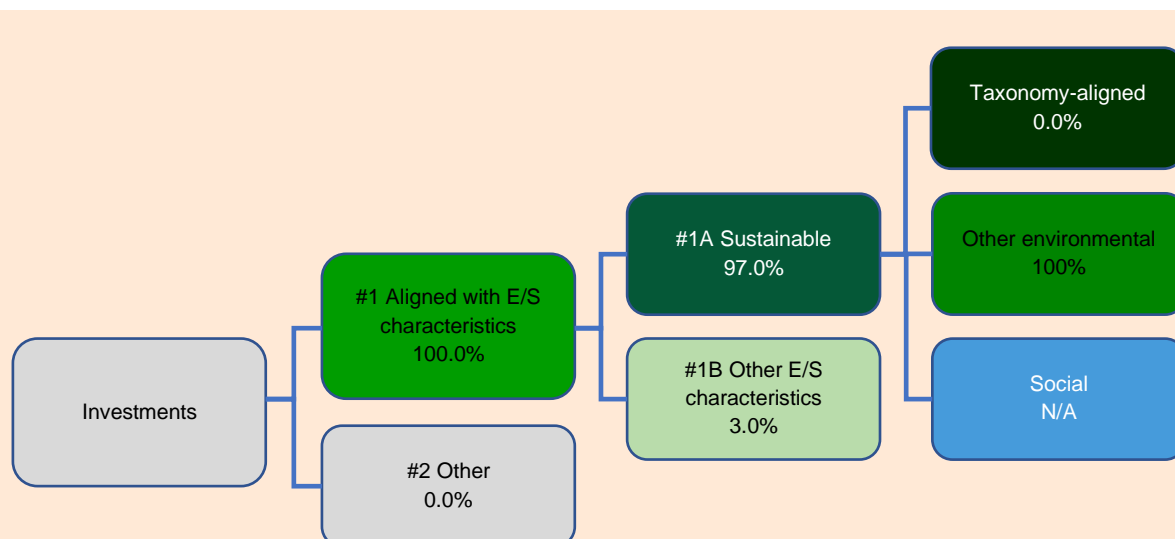 Investments
#1 Aligned with E/S
characteristics
100.0%
#2 Other
0.0%
#1A Sustainable
97.0%
#1B Other E/S
characteristics
3.0%
Taxonomy-aligned
0.0%
Other environmental
100%
Social
N/A